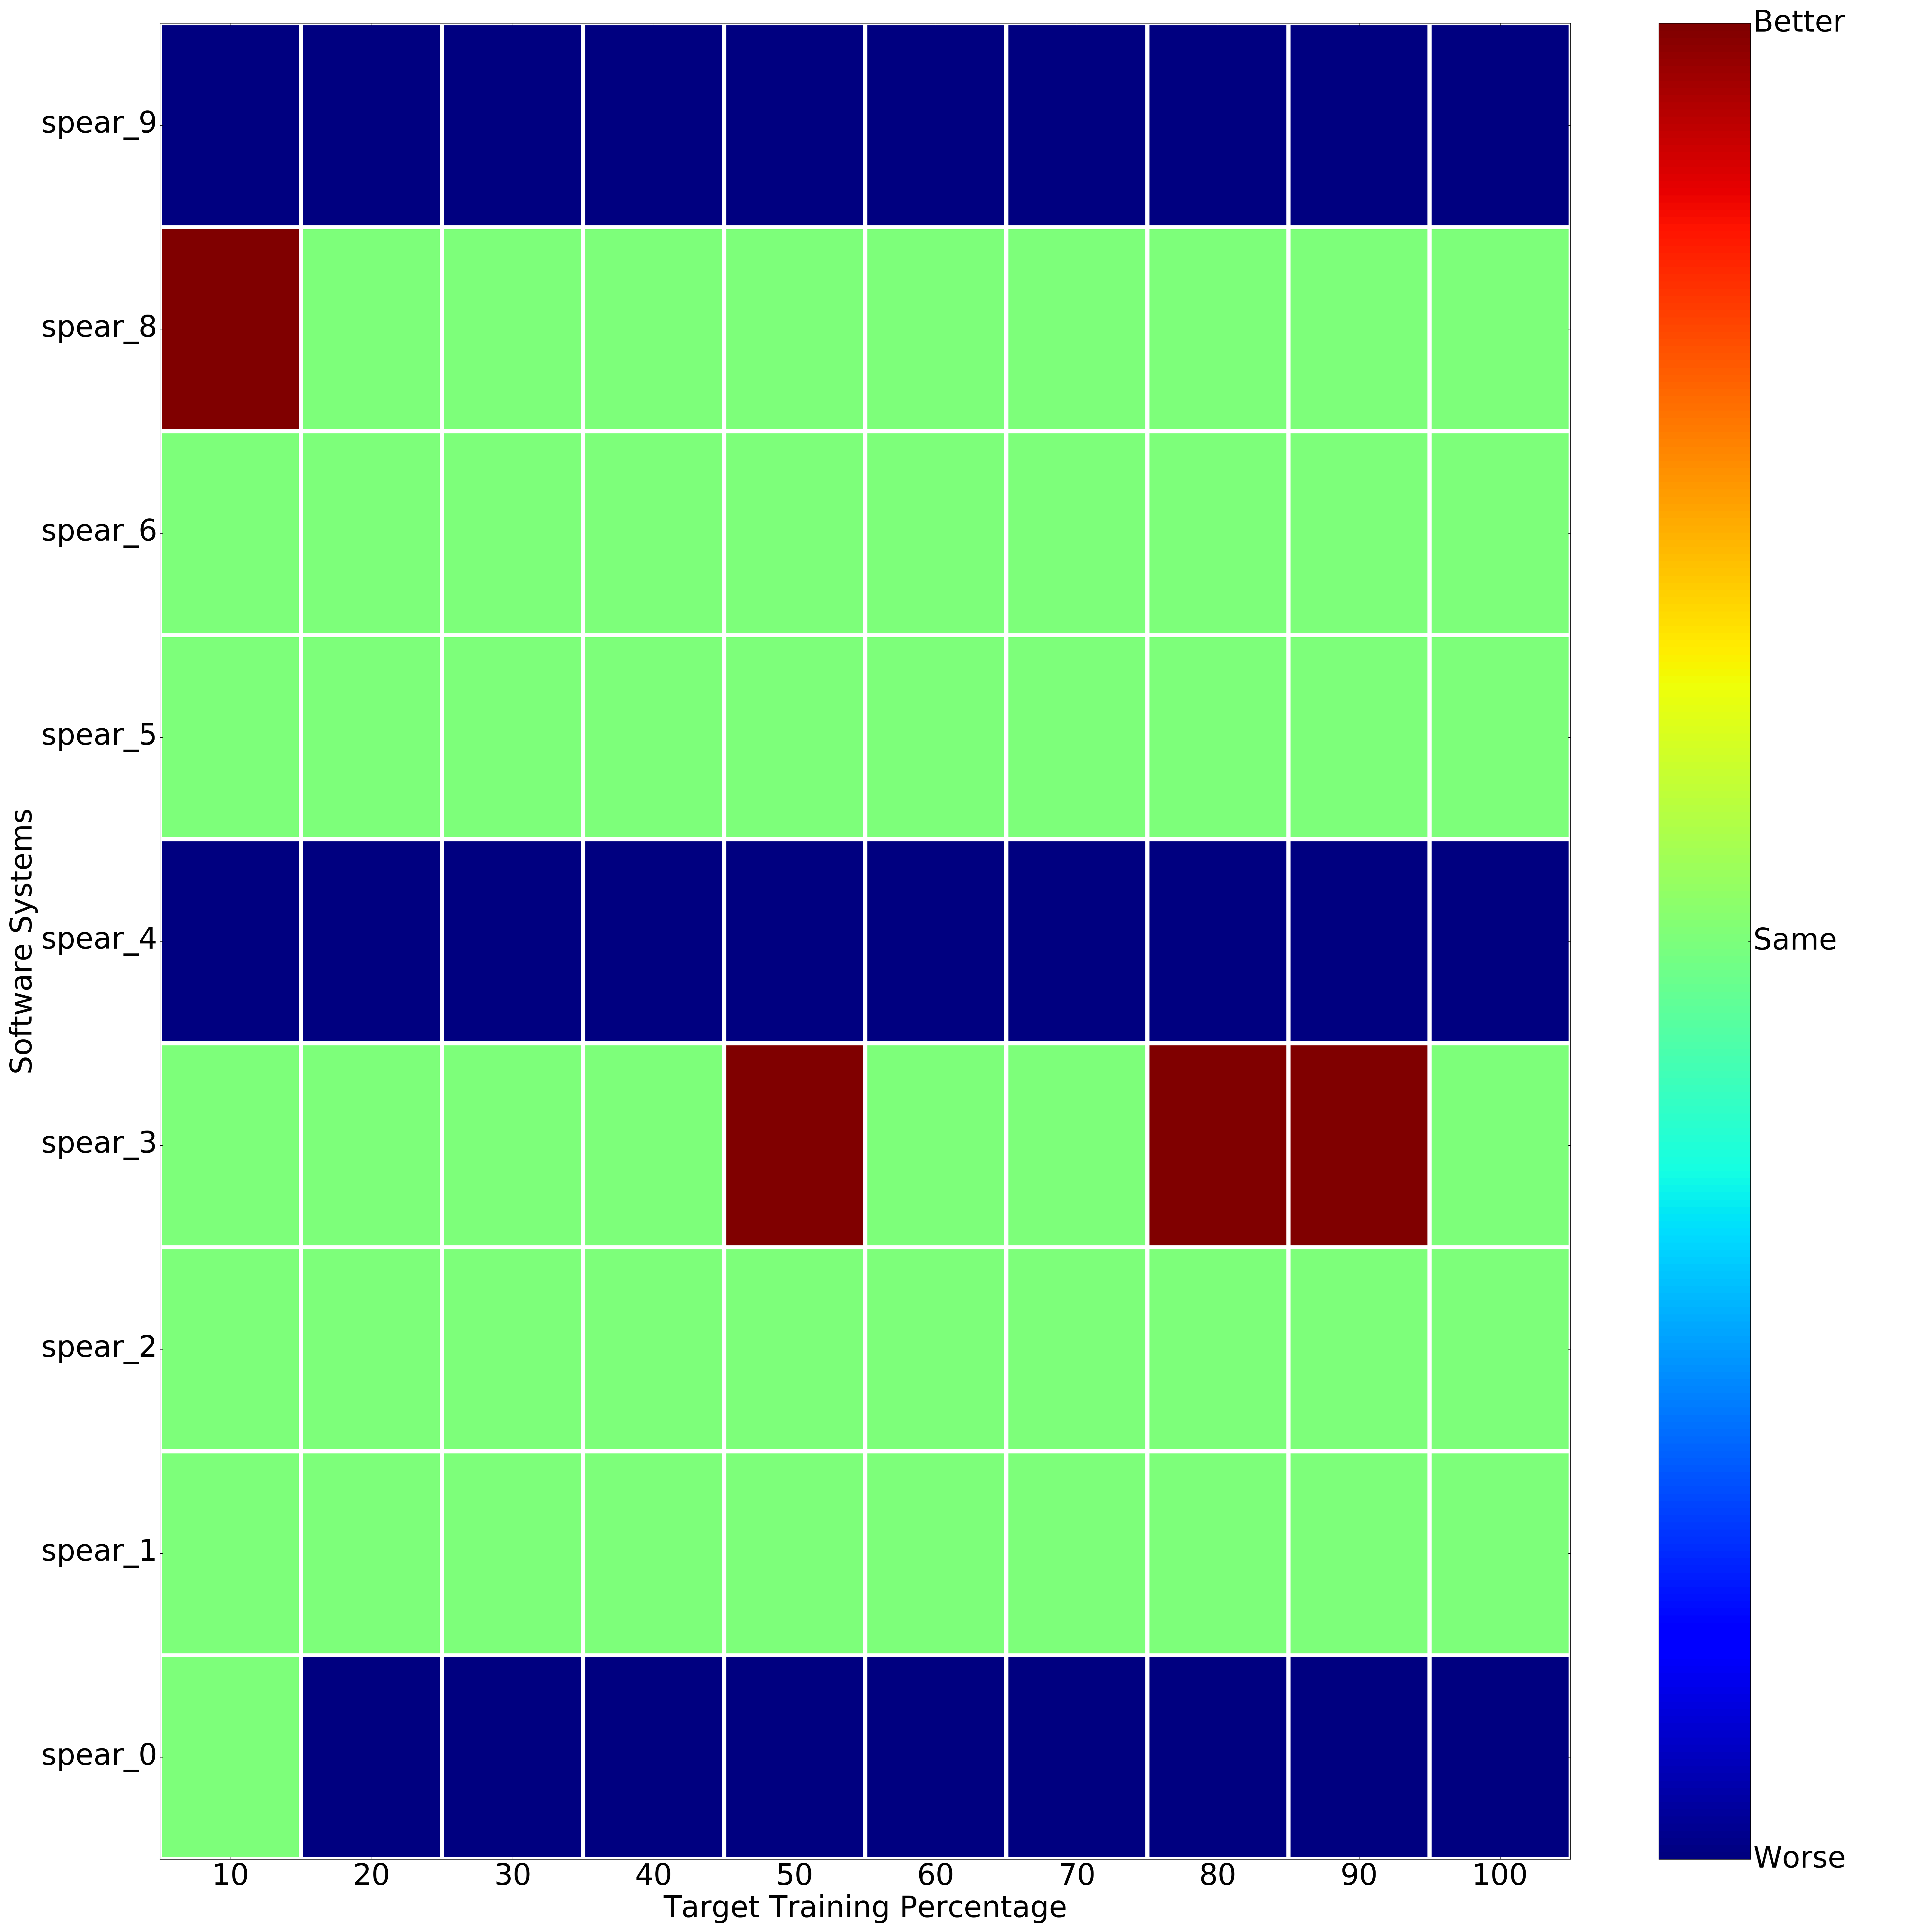 Better
spear_9
spear_8
spear_6
spear_5
spear_4
Same
spear_3
spear_2
spear_1
spear_0
Worse
10 20 30 40 50 60 70 80 90 100
Target Training Percentage
Software Systems